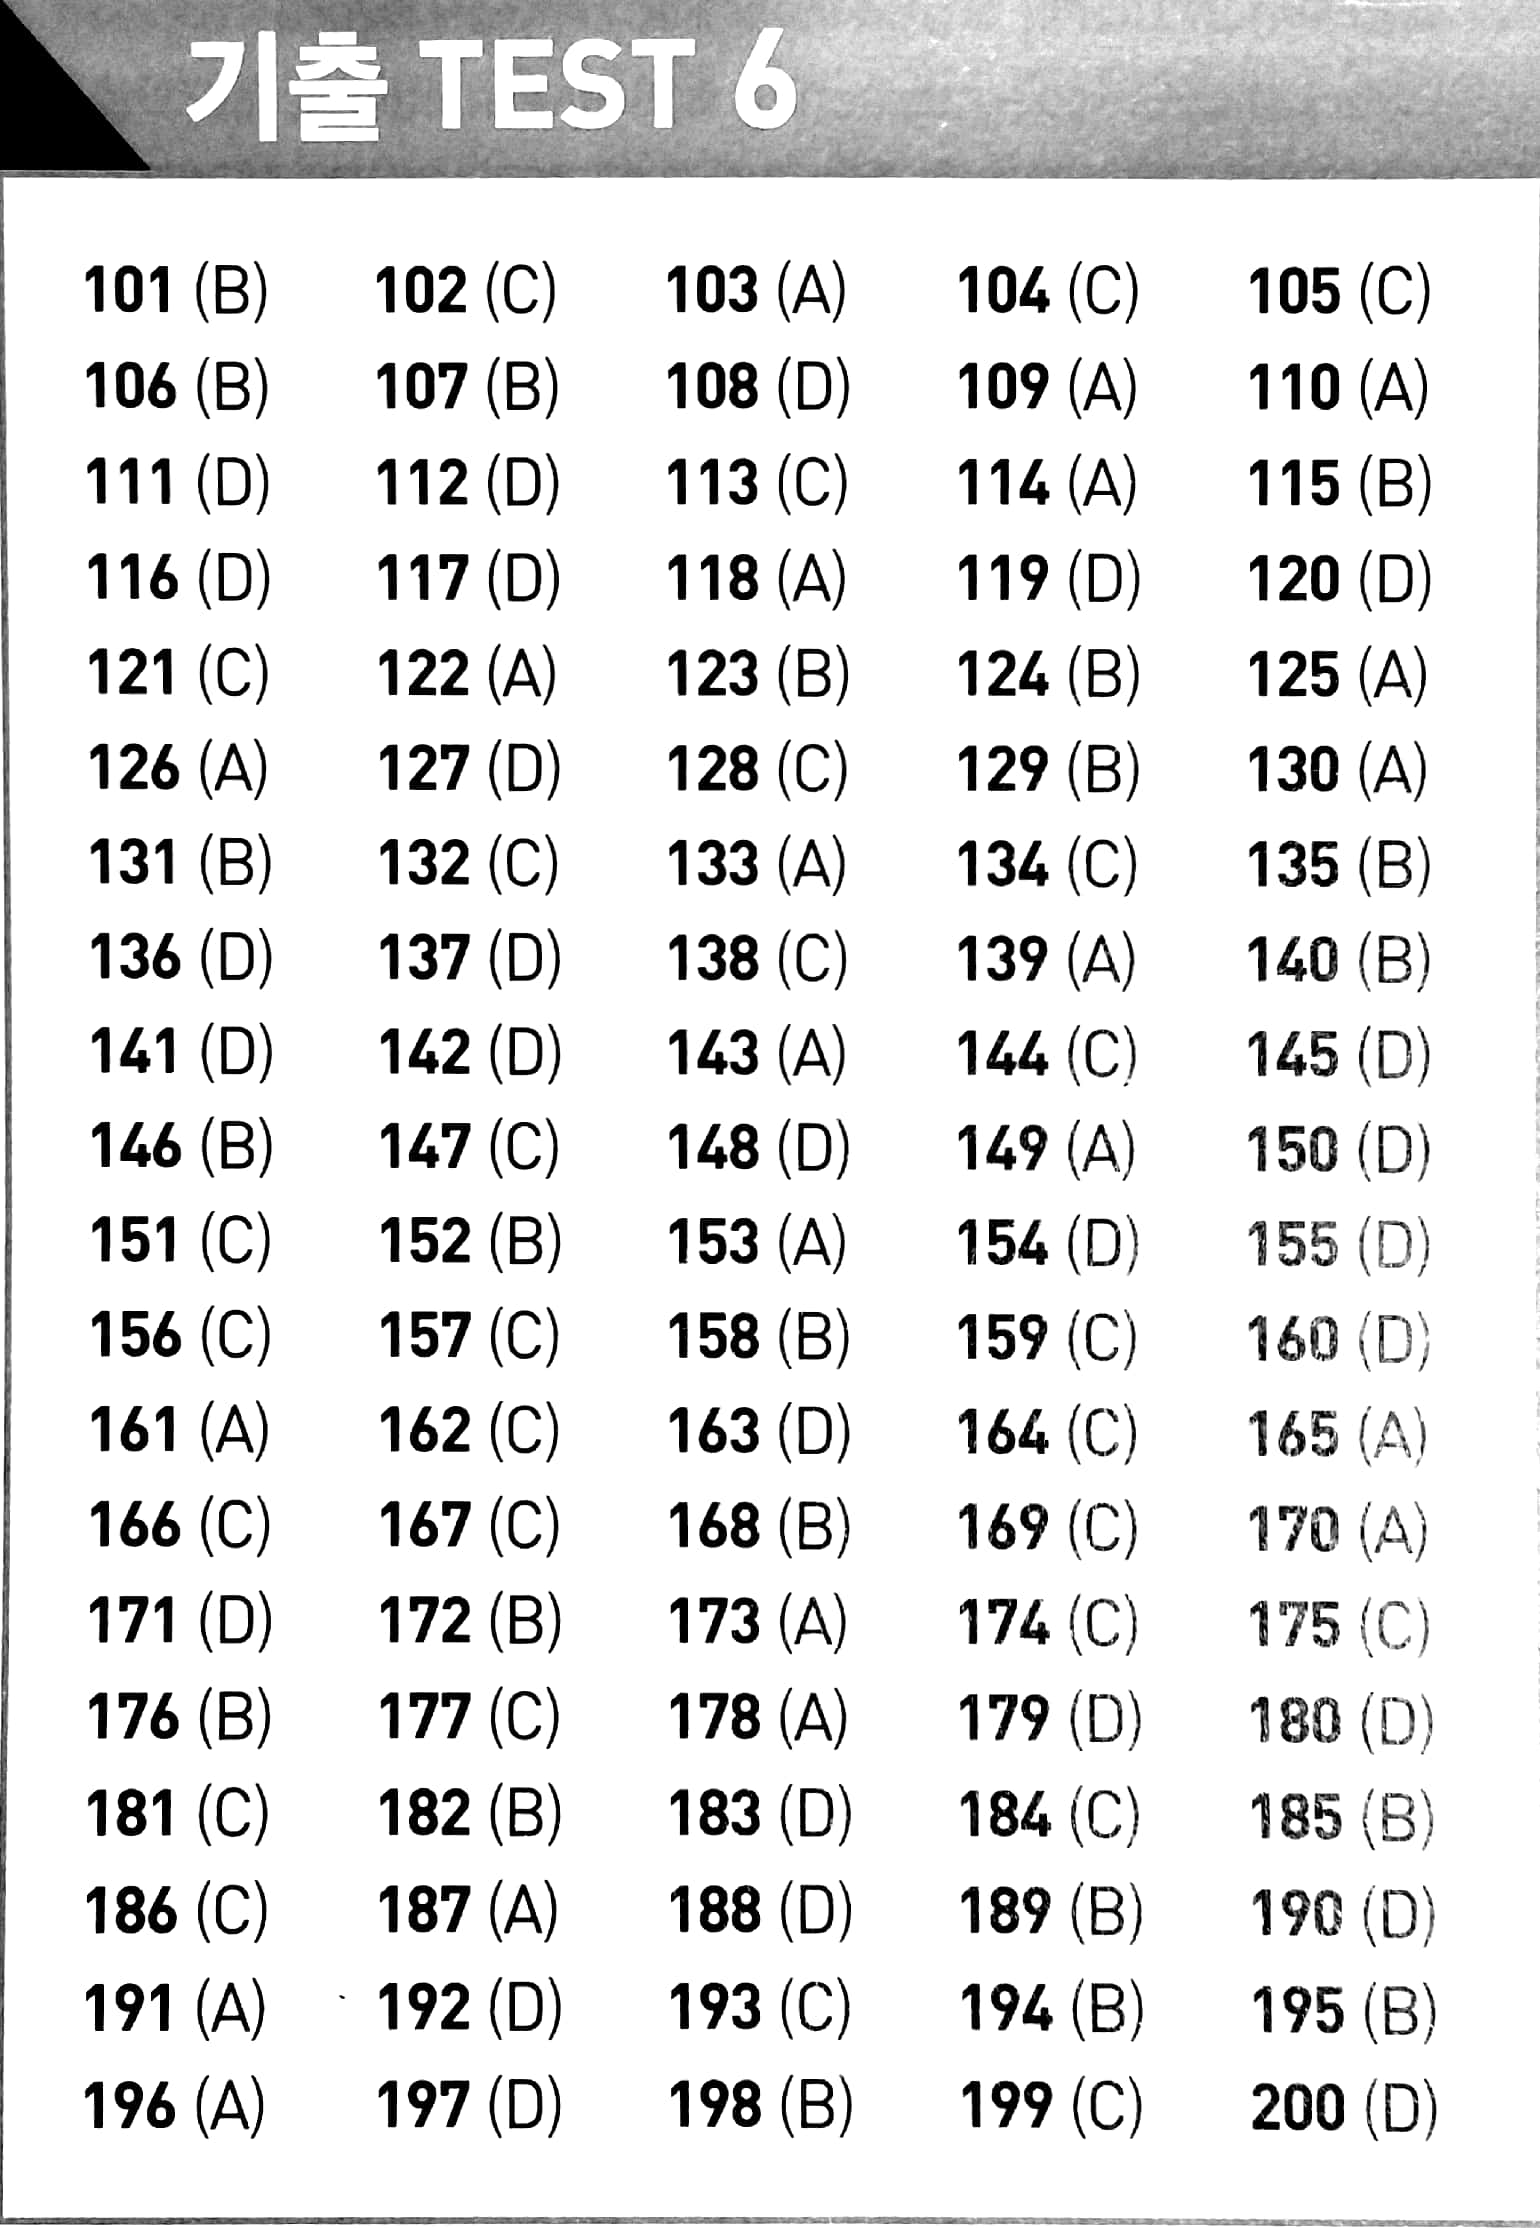 기출 TEST 6
101 (B) 102 (C) 103 (A) 104 (C) 105 (C)
106 (B) 107 (B) 108 (D) 109 (A) 110 (A)
111 (D) 112 (D) 113 (C) 114 (A) 115 (B)
116 (D) 117 (D) 118 (A) 119 (D) 120 (D)
121 (C) 122 (A) 123 (B) 124 (B) 125 (A)
126 (A) 127 (D) 128 (C) 129 (B) 130 (A)
131 (B) 132 (C) 133 (A) 134 (C) 135 (B)
136 (D) 137 (D) 138 (C) 139 (A) 140 (B)
141 (D) 142 (D) 143 (A) 144 (C) 145 (D)
146 (B) 147 (C) 148 (D) 149 (A) 150 (D)
151 (C) 152 (B) 153 (A) 154 (D) 155 (D)
156 (C) 157 (C) 158 (B) 159 (C) 160 (D)
161 (A) 162 (C) 163 (D) 164 (C) 165 (A)
166 (C) 167 (C) 168 (B) 169 (C) 170 (A)
171 (D) 172 (B) 173 (A) 174 (C) 175 (C)
176 (B) 177 (C) 178 (A) 179 (D) 180 (D)
181 (C) 182 (B) 183 (D) 184 (C) 185 (B)
186 (C) 187 (A) 188 (D) 189 (B) 190 (D)
191 (A) 192 (D) 193 (C) 194 (B) 195 (B)
196 (A) 197 (D) 198 (B) 199 (C) 200 (D)